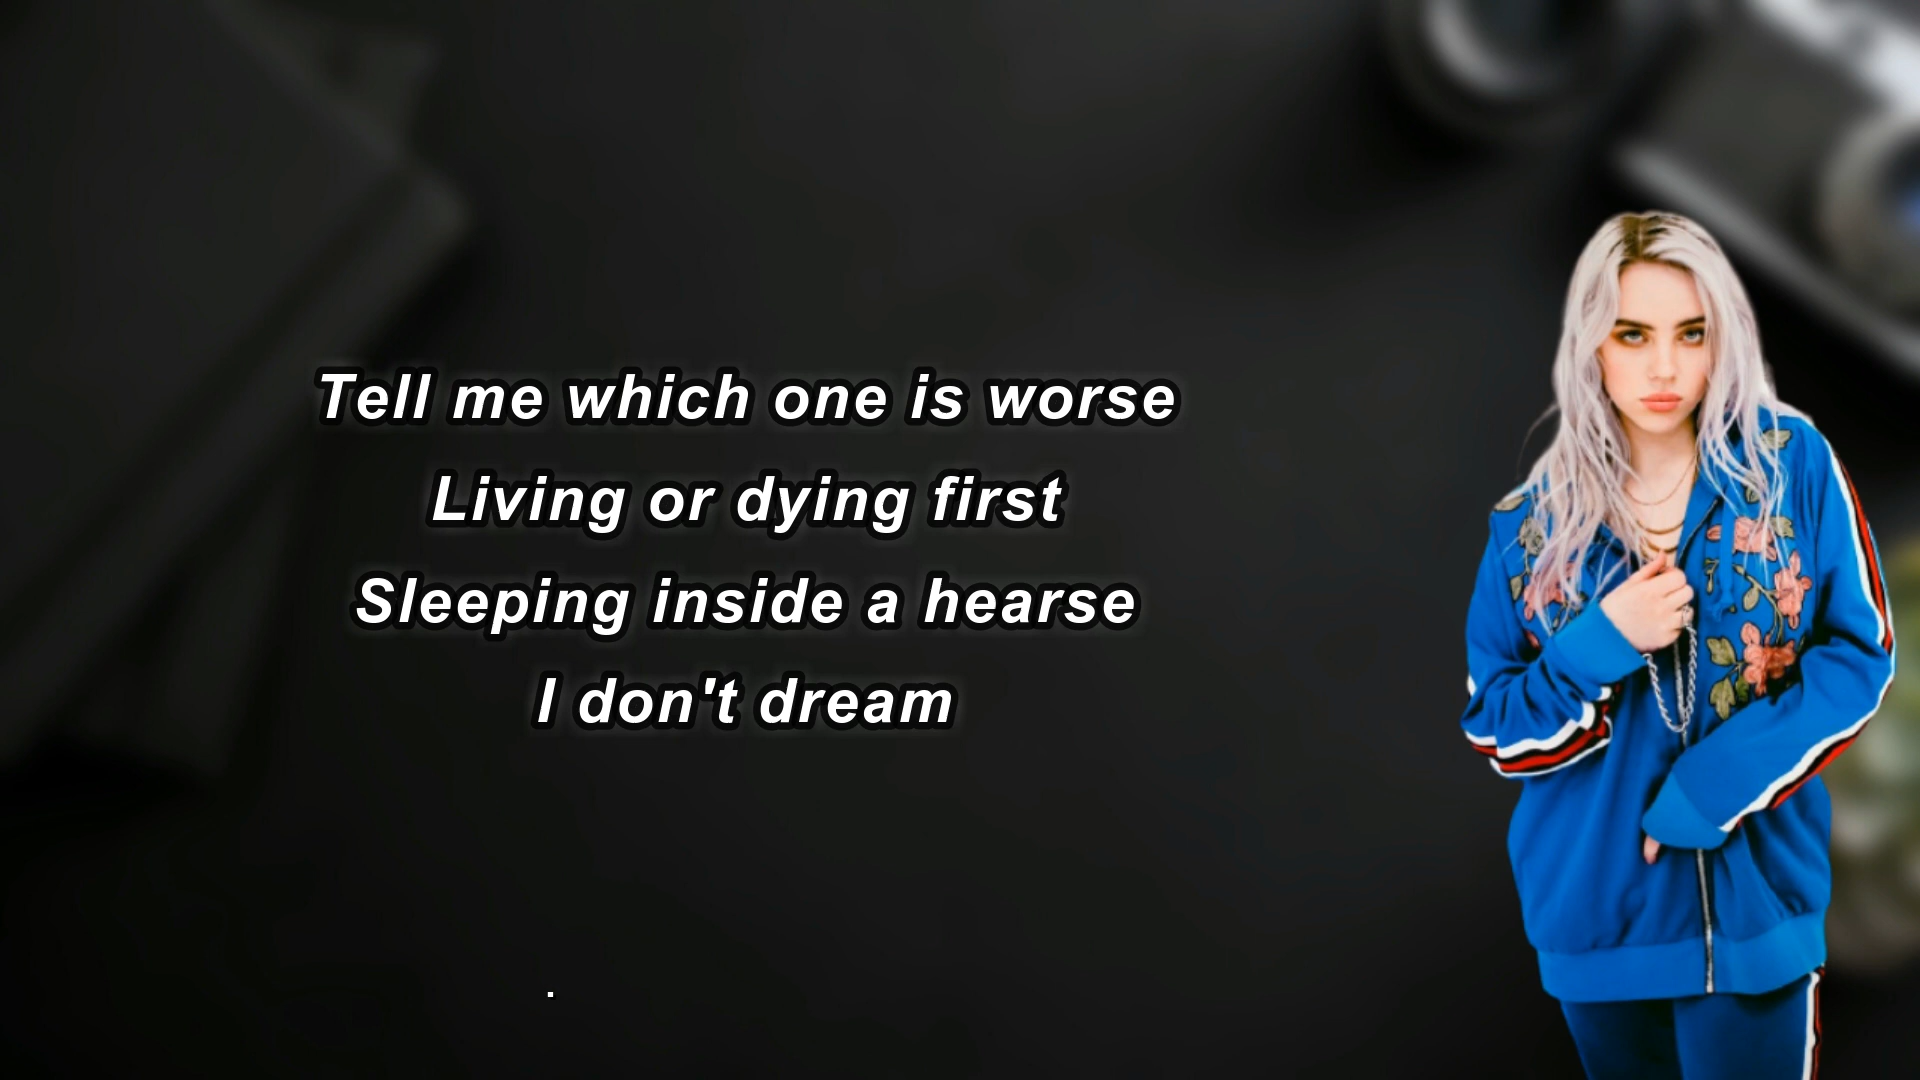 Tell me which one is worse
Living or dying first
Sleeping inside a hearse
I don't dream
.